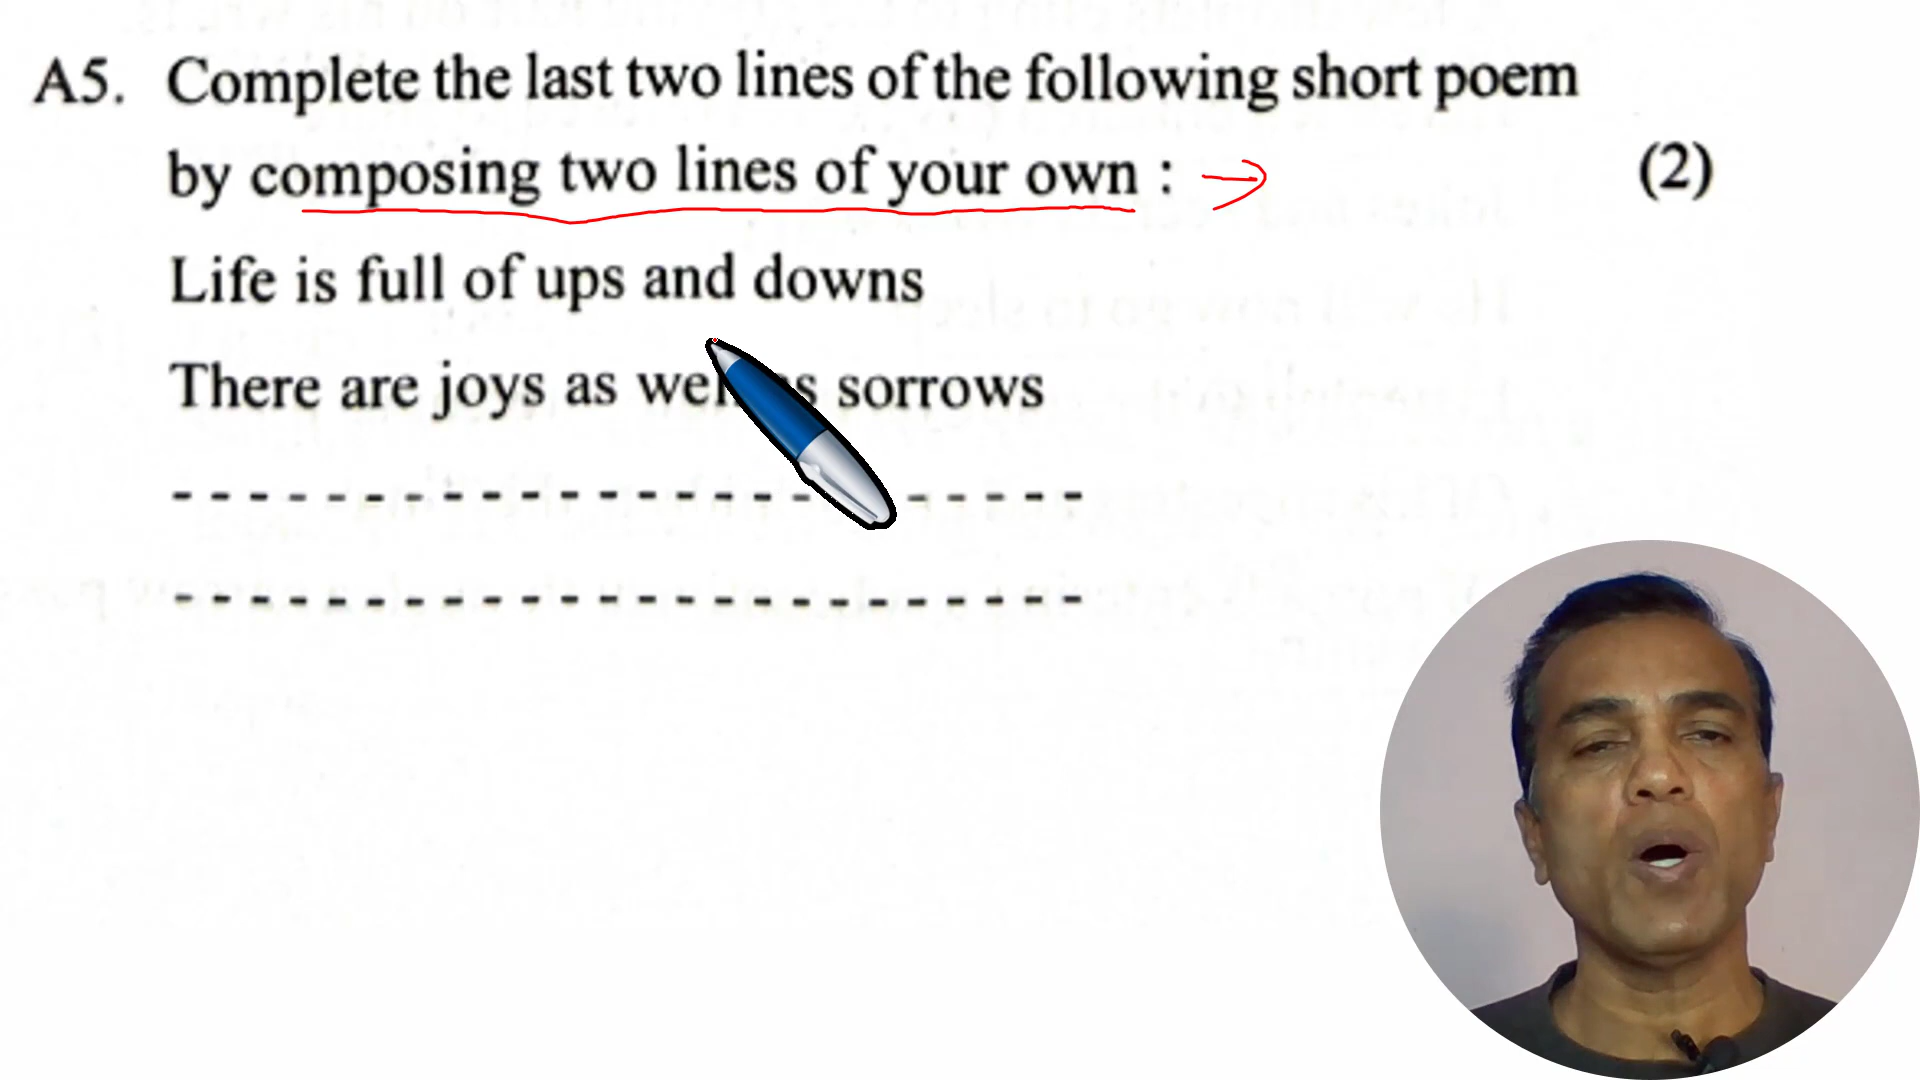 A5. Complete the last two lines of the following short poem
by composing two lines of your own : (2)
Life is full of ups and downs
There are joys as well as sorrows